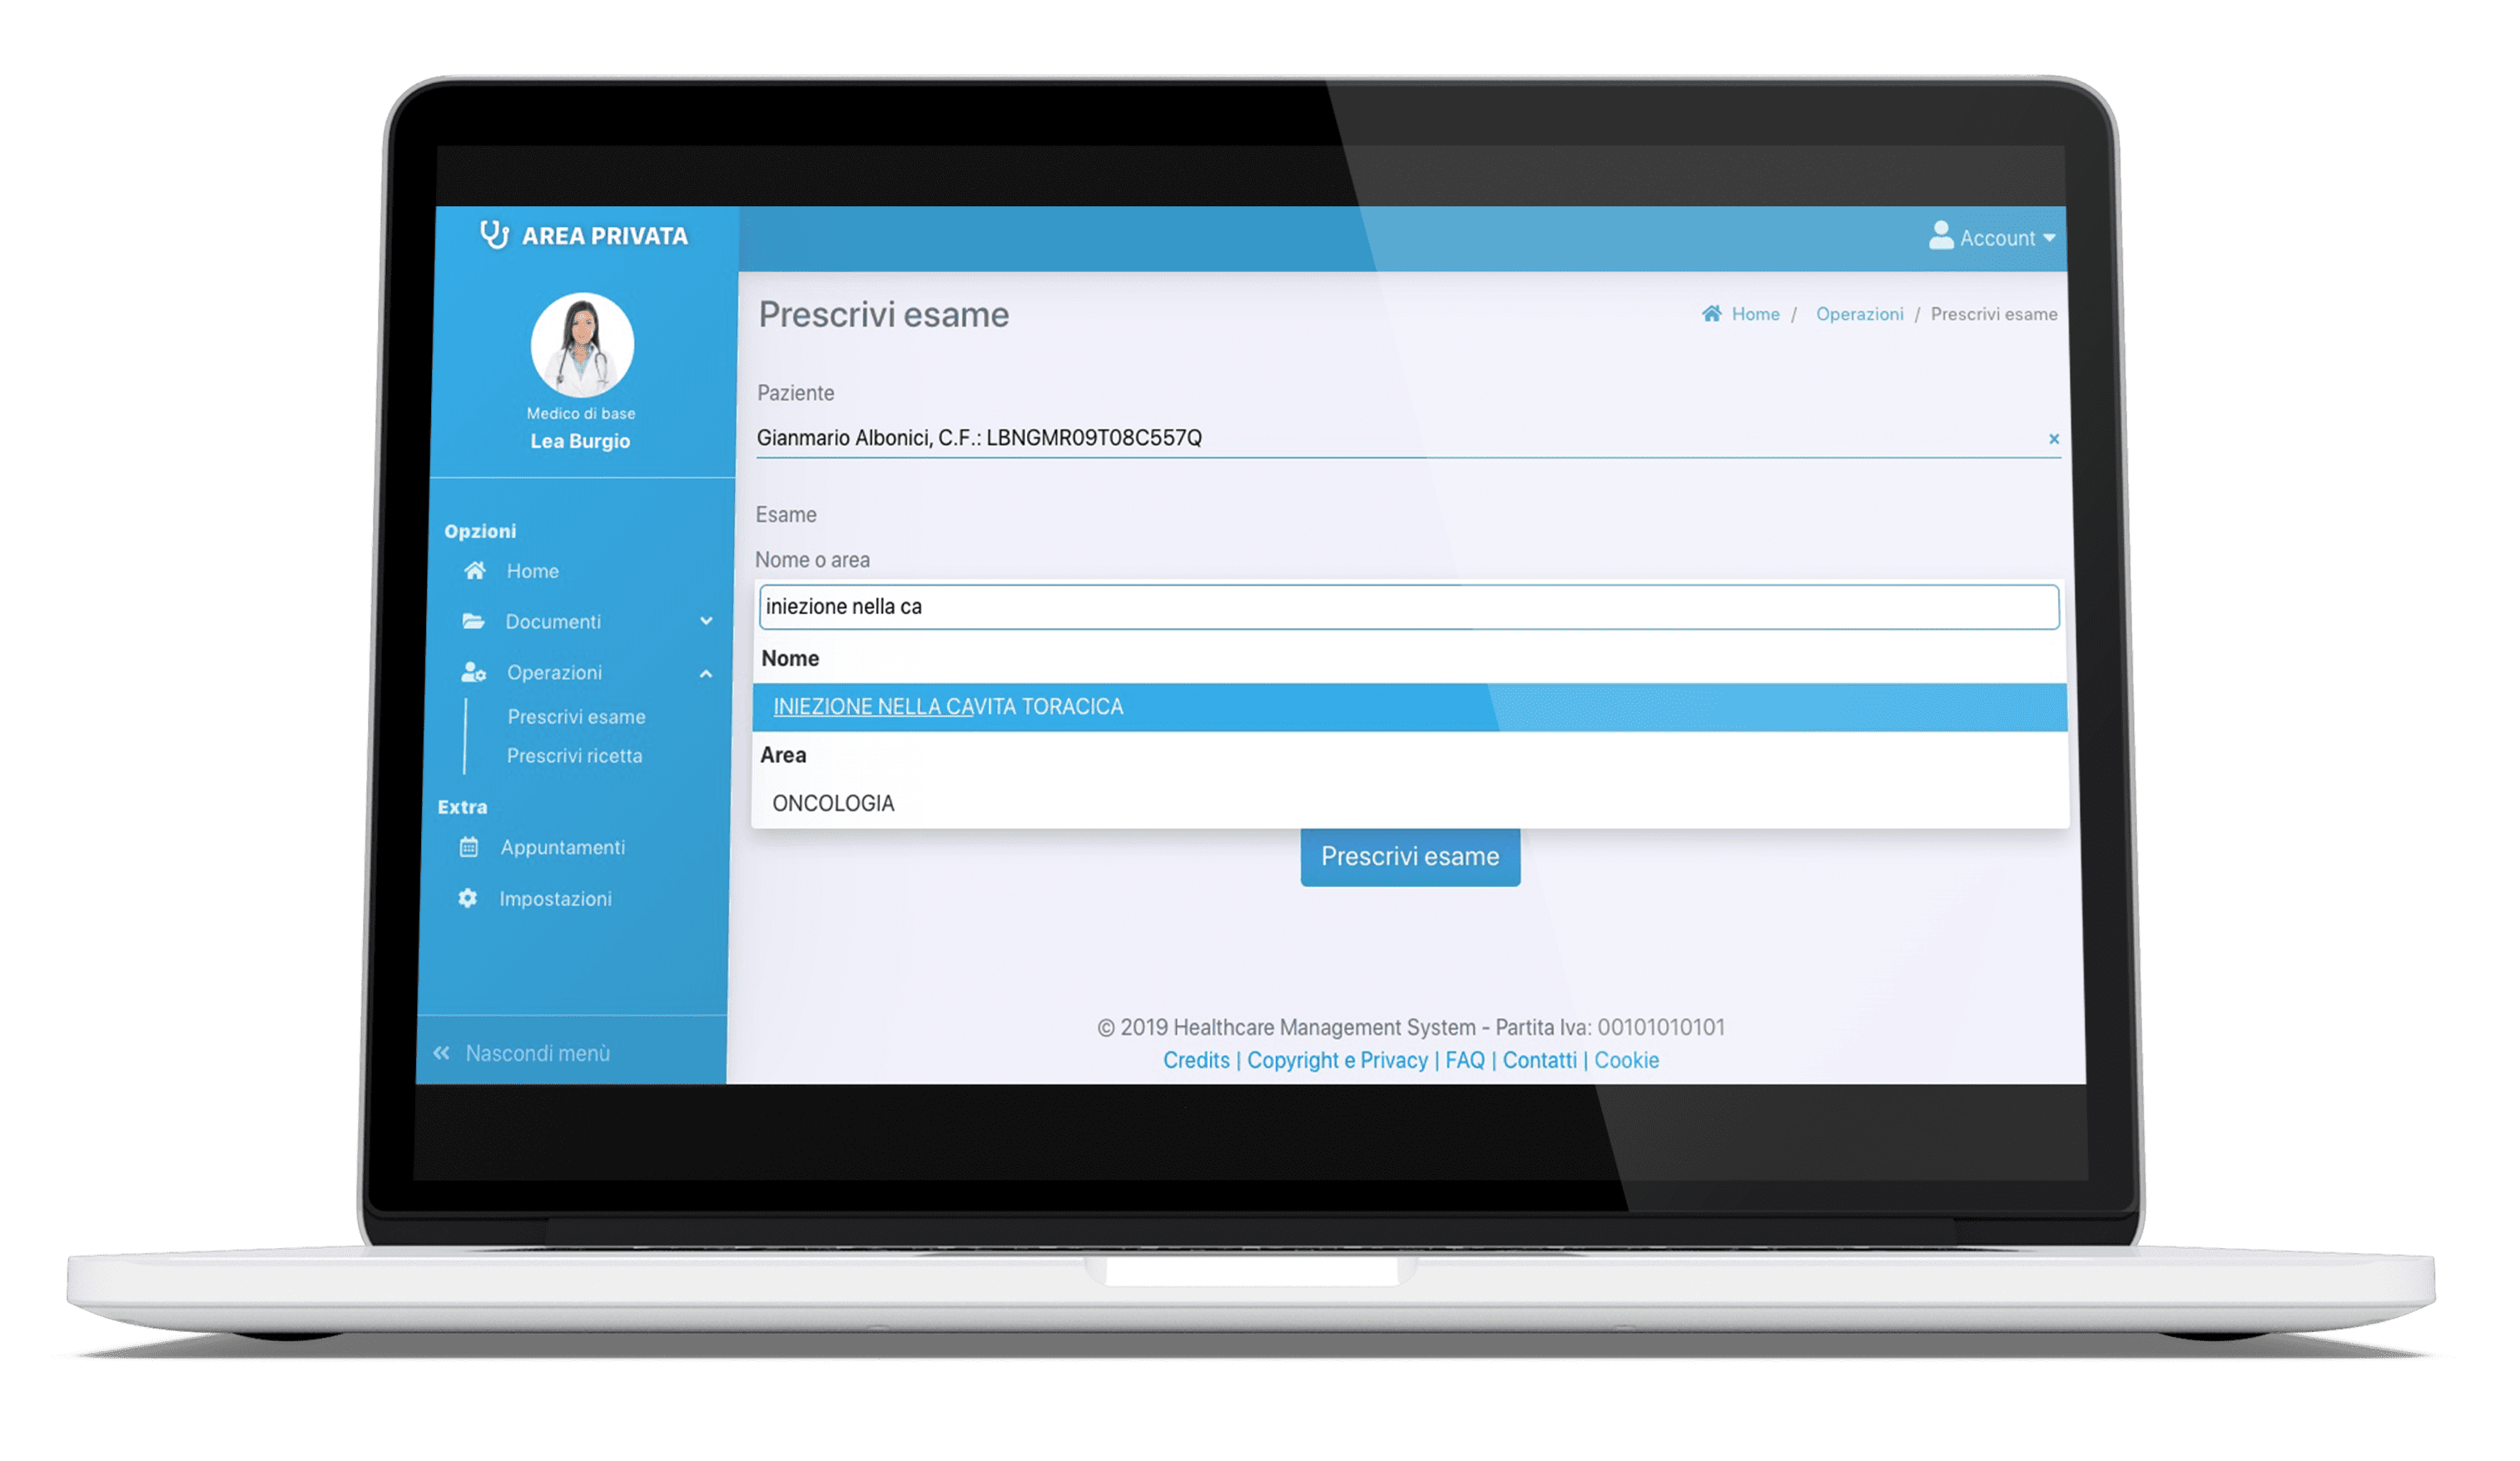 AREA PRIVATA
Account
Medico di base
Lea Burgio
Opzioni
Home
Documenti
Operazioni
Prescrivi esame
Prescrivi ricetta
Extra
Appuntamenti
Impostazioni
Nascondi menù
Prescrivi esame
Home / Operazioni / Prescrivi esame
Paziente
Gianmario Albonici, C.F.: LBNGMR09T08C557Q
Esame
Nome o area
iniezione nella ca
Nome
INIEZIONE NELLA CAVITA TORACICA
Area
ONCOLOGIA
Prescrivi esame
© 2019 Healthcare Management System - Partita Iva: 00101010101
Credits | Copyright e Privacy | FAQ | Contatti | Cookie